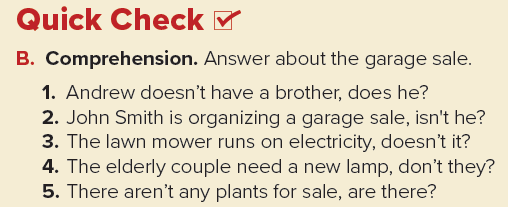 Quick Check
B. Comprehension. Answer about the garage sale.
1. Andrew doesn't have a brother, does he?
2. John Smith is organizing a garage sale, isn't he?
3. The lawn mower runs on electricity, doesn't it?
4. The elderly couple need a new lamp, don't they?
5. There aren't any plants for sale, are there?